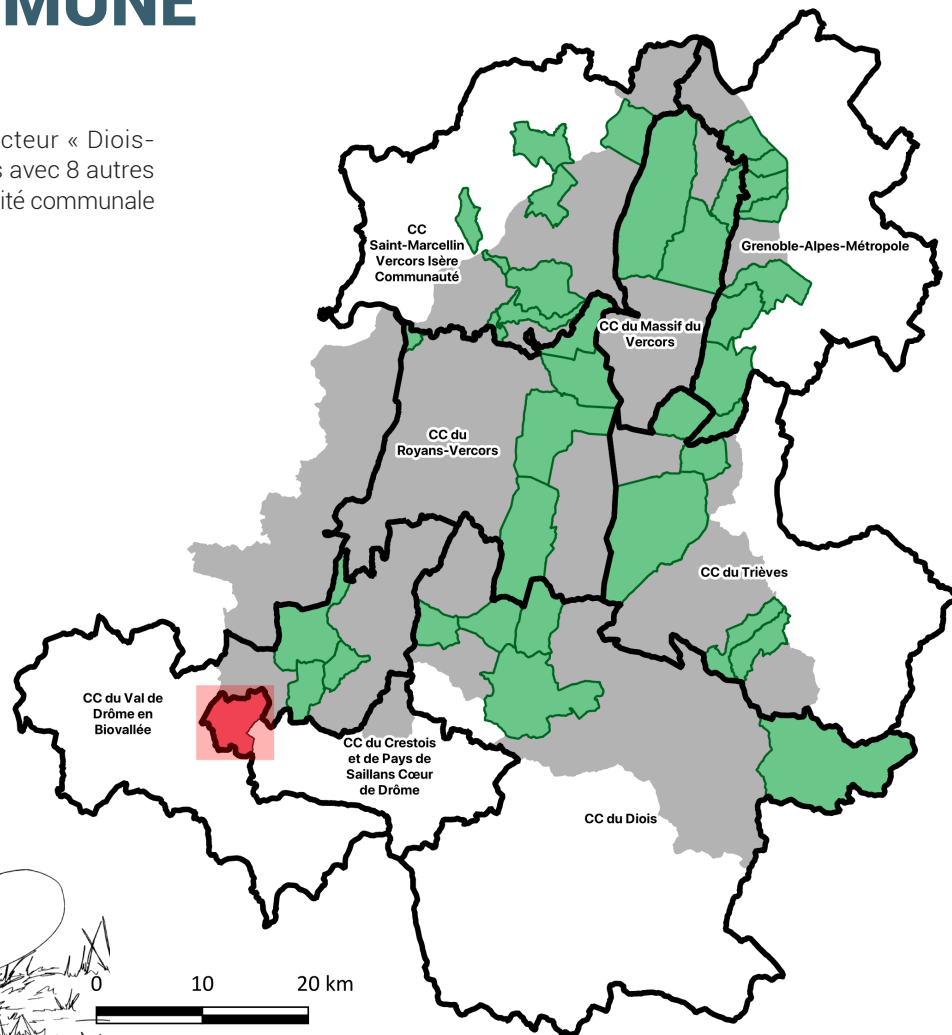 MUNE
cteur « Diois-
s avec 8 autres
ité communale
CC
Saint-Marcellin
Vercors Isère
Communauté
Grenoble-Alpes-Métropole
CC du Massif du
Vercors
CC du
Royans-Vercors
CC du Trièves
CC du Val de
Drôme en
Biovallée
CC du Crestois
et de Pays de
Saillans Cœur
de Drôme
CC du Diois
0 10 20 km